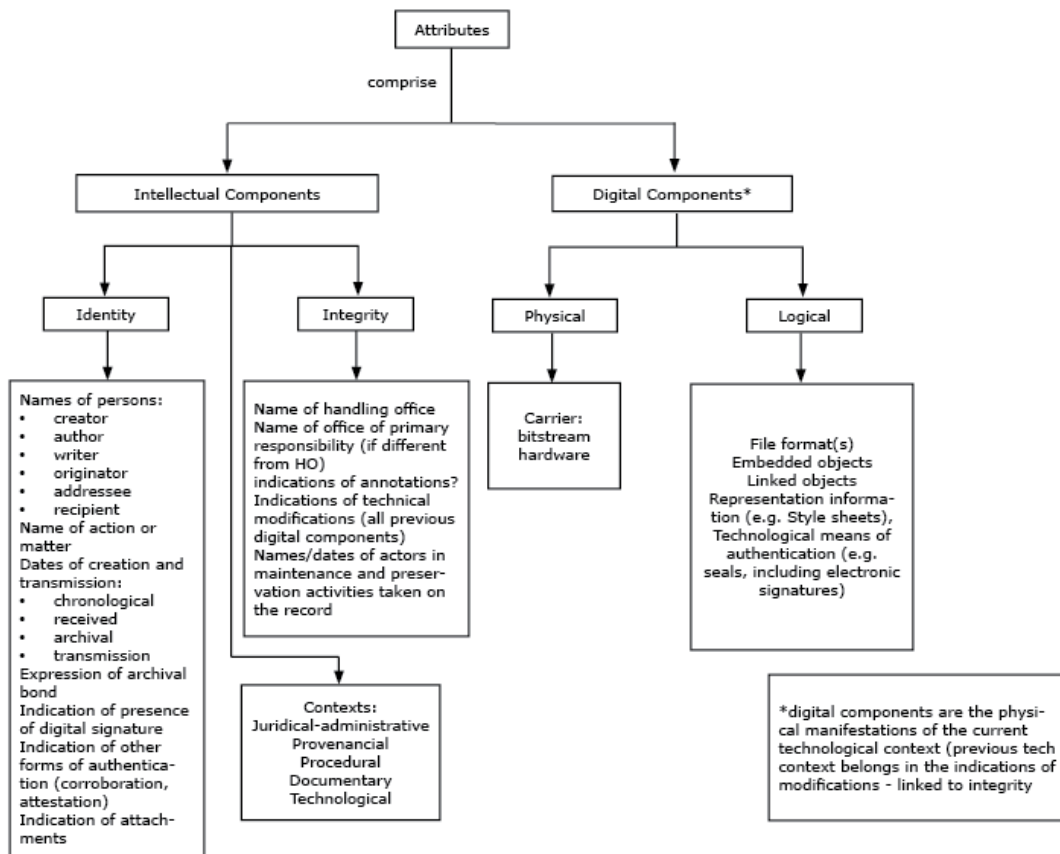 Attributes
comprise
Intellectual Components
Digital Components*
Identity
Integrity
Physical
Logical
Names of persons:
• creator
• author
• writer
• originator
• addressee
• recipient
Name of action or
matter
Dates of creation and
transmission:
• chronological
• received
• archival
• transmission
Expression of archival
bond
Indication of presence
of digital signature
Indication of other
forms of authentica-
tion (corroboration,
attestation)
Indication of attach-
ments
Name of handling office
Name of office of primary
responsibility (if different
from HO)
indications of annotations?
Indications of technical
modifications (all previous
digital components)
Names/dates of actors in
maintenance and preser-
vation activities taken on
the record
Contexts:
Juridical-administrative
Provenancial
Procedural
Documentary
Technological
Carrier:
bitstream
hardware
File format(s)
Embedded objects
Linked objects
Representation informa-
tion (e.g. Style sheets),
Technological means of
authentication (e.g.
seals, including electronic
signatures)
*digital components are the physi-
cal manifestations of the current
technological context (previous tech
context belongs in the indications of
modifications - linked to integrity